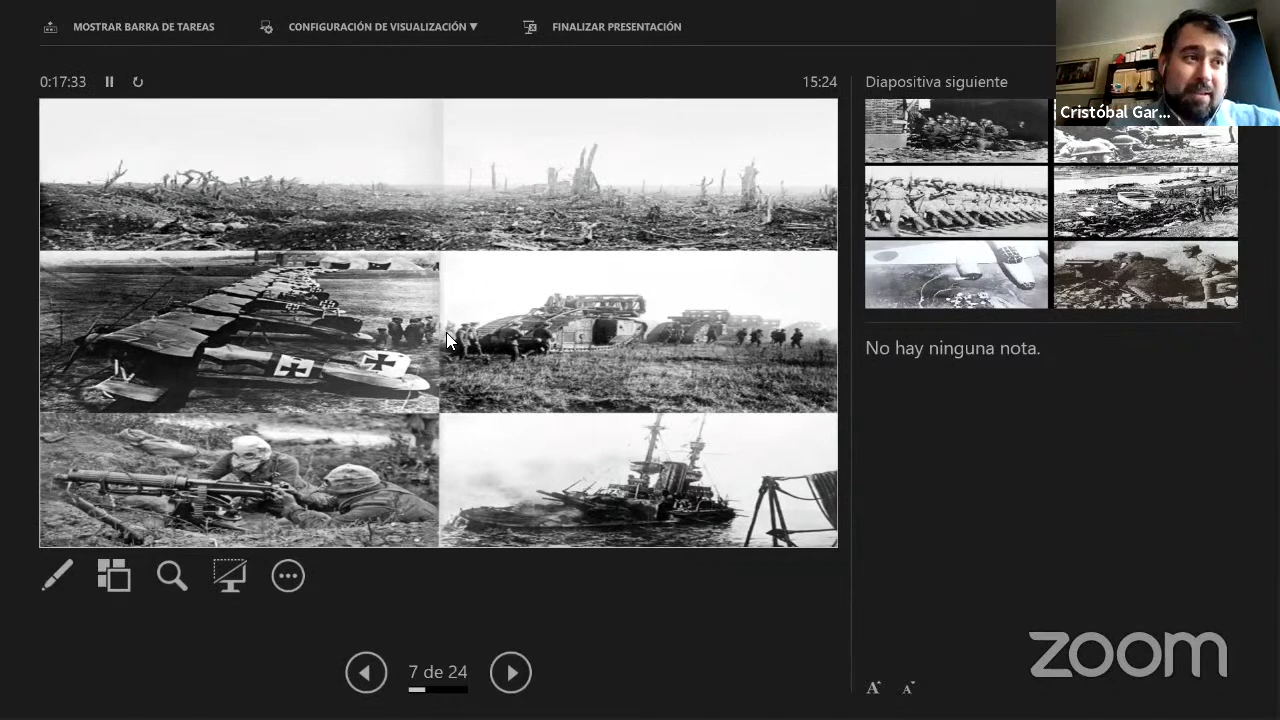 MOSTRAR BARRA DE TAREAS
CONFIGURACIÓN DE VISUALIZACIÓN ▼
FINALIZAR PRESENTACIÓN
0:17:33
15:24
Diapositiva siguiente
Cristóbal Gar...
No hay ninguna nota.
7 de 24
A A
zoom